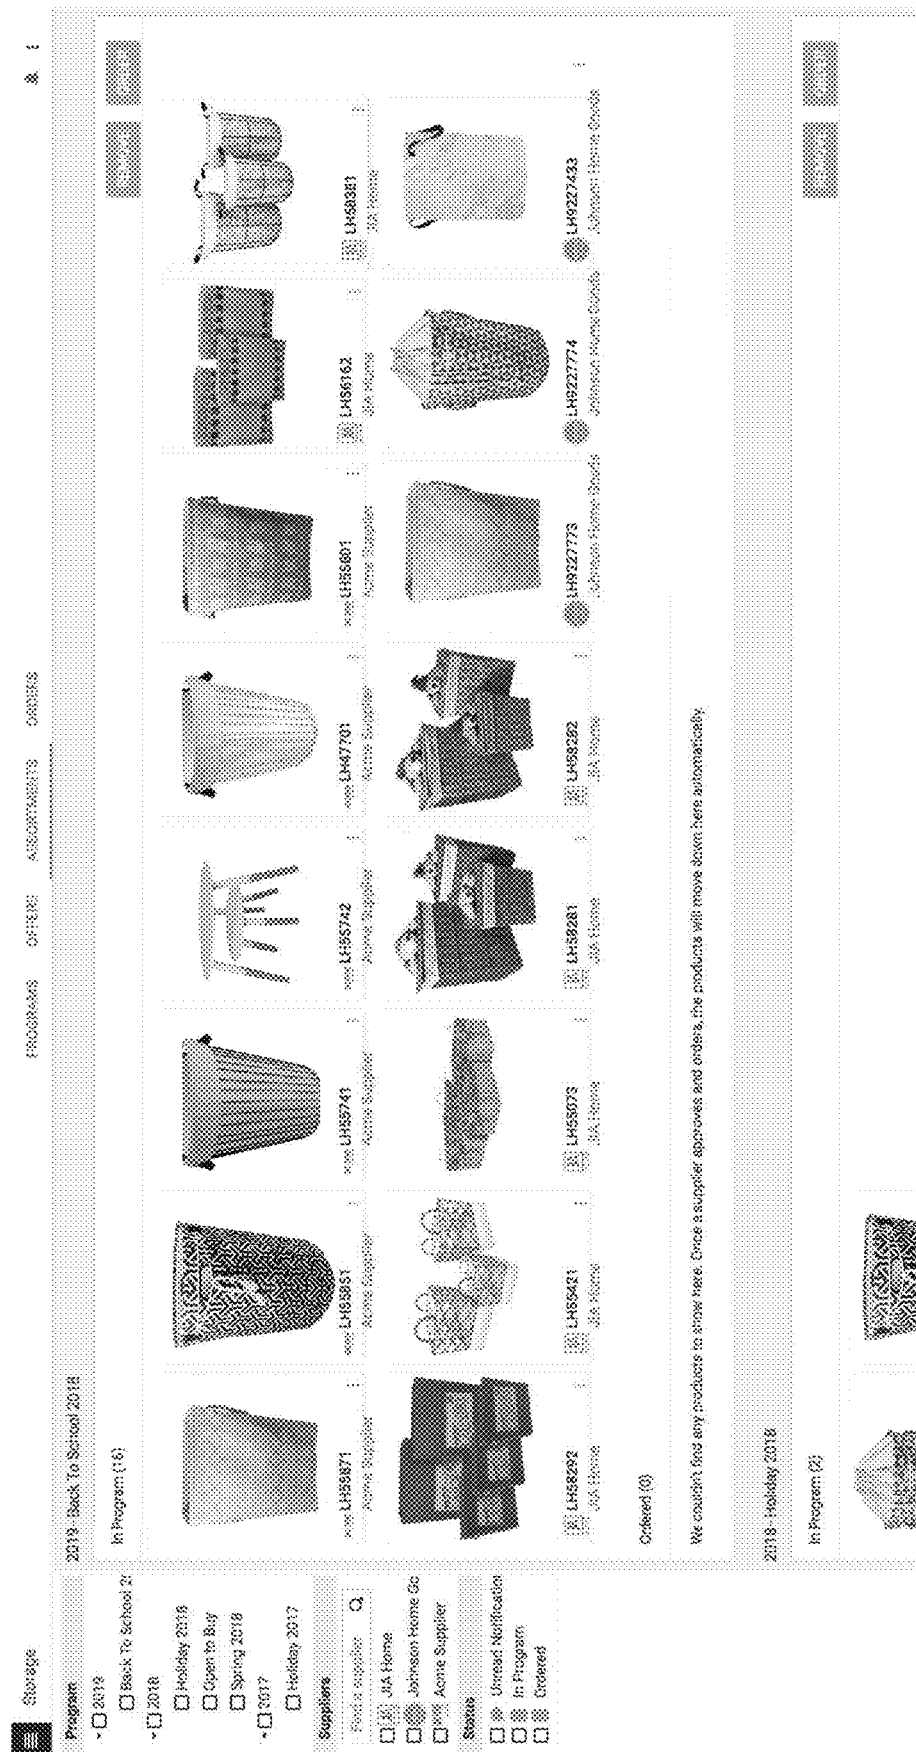 Storage
PROGRAMS OFFERS ASSORTMENTS ORDERS
Program
2019
Back To School 2
2018
Holiday 2018
Open to Buy
Spring 2018
2017
Holiday 2017
Suppliers
Find a supplier
JIA Home
Johnson Home Go
Acme Supplier
Status
Unread Notification
In Program
Ordered
2019 - Back To School 2018
In Program (16)
LH55871
Acme Supplier
LH55851
Acme Supplier
LH55741
Acme Supplier
LH55742
Acme Supplier
LH47701
Acme Supplier
LH55801
Acme Supplier
LH56162
JIA Home
LH58381
JIA Home
LH58292
JIA Home
LH55421
JIA Home
LH55073
JIA Home
LH58281
JIA Home
LH58282
JIA Home
LH9227773
Johnson Home Goods
LH9227774
Johnson Home Goods
LH9227433
Johnson Home Goods
Ordered (0)
We couldn't find any products to show here. Once a supplier approves and orders, the products will move down here automatically.
2018 - Holiday 2018
In Program (2)